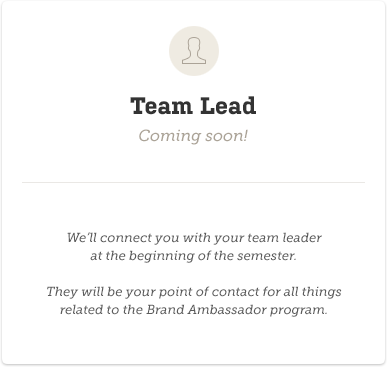 Team Lead
Coming soon!
We'll connect you with your team leader
at the beginning of the semester.
They will be your point of contact for all things
related to the Brand Ambassador program.